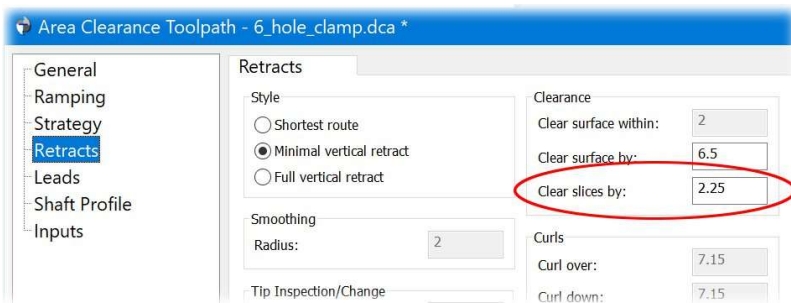 Area Clearance Toolpath - 6_hole_clamp.dca *
General
Ramping
Strategy
Retracts
Leads
Shaft Profile
Inputs
Retracts
Style
Shortest route
Minimal vertical retract
Full vertical retract
Smoothing
Radius: 2
Tip Inspection/Change
Clearance
Clear surface within: 2
Clear surface by: 6.5
Clear slices by: 2.25
Curls
Curl over: 7.15
Curl down: 7.15